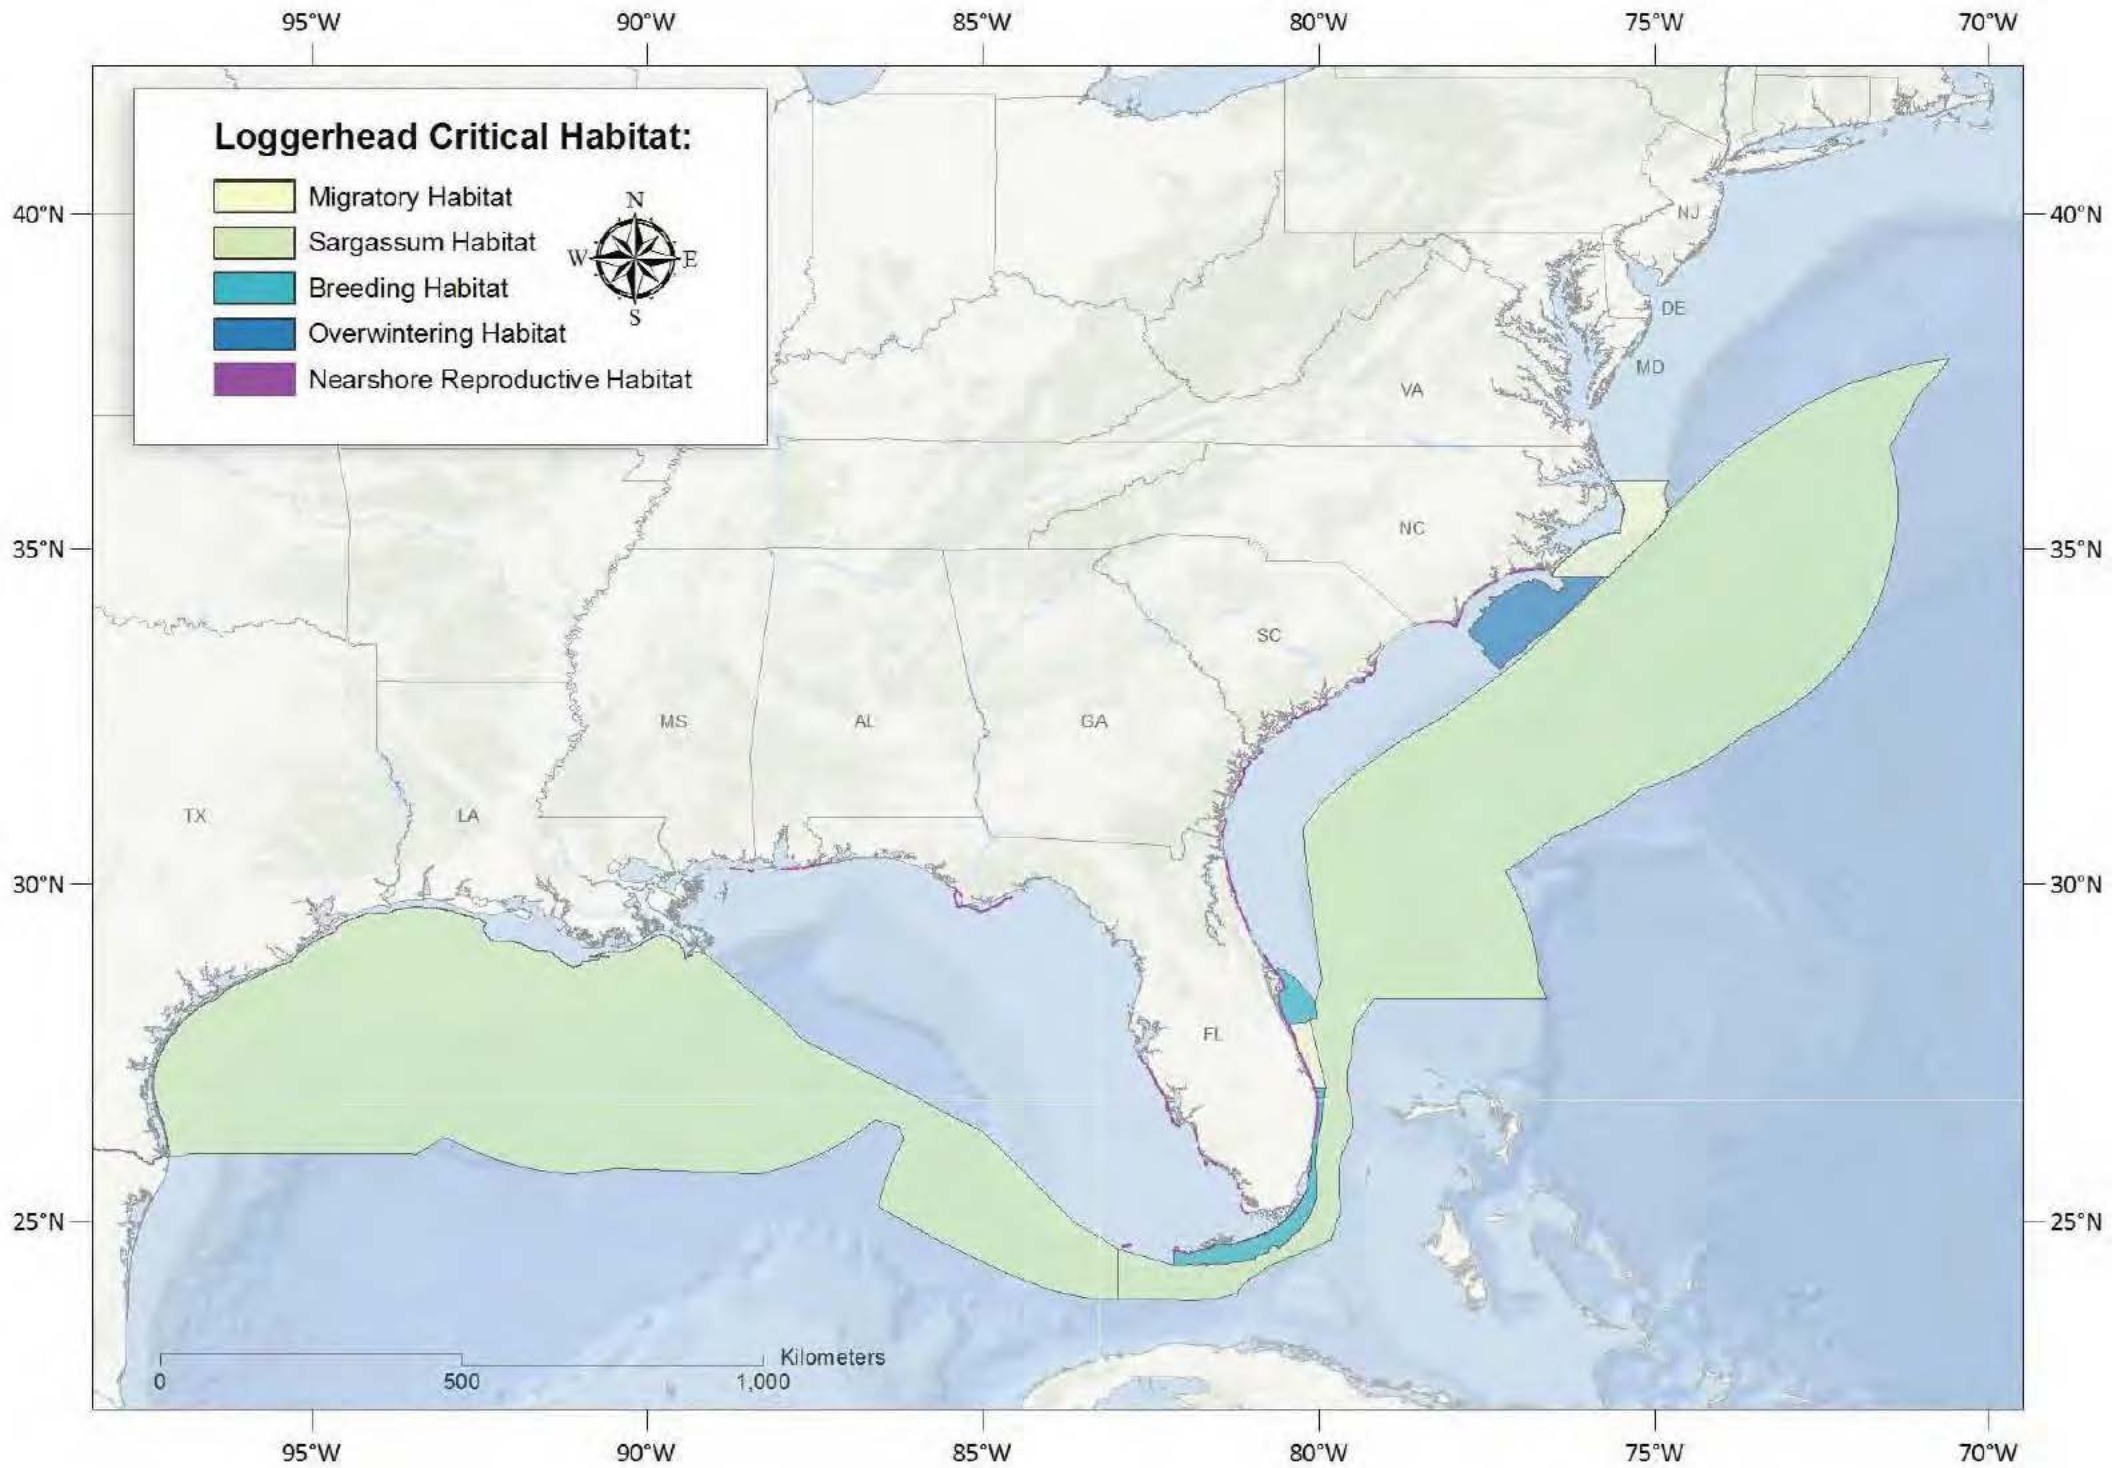 95°W 90°W 85°W 80°W 75°W 70°W
Loggerhead Critical Habitat:
Migratory Habitat
Sargassum Habitat
Breeding Habitat
Overwintering Habitat
Nearshore Reproductive Habitat
N
W E
S
40°N 40°N
NJ
DE
MD
VA
35°N 35°N
NC
SC
MS AL GA
TX LA
30°N 30°N
FL
25°N 25°N
Kilometers
0 500 1,000
95°W 90°W 85°W 80°W 75°W 70°W